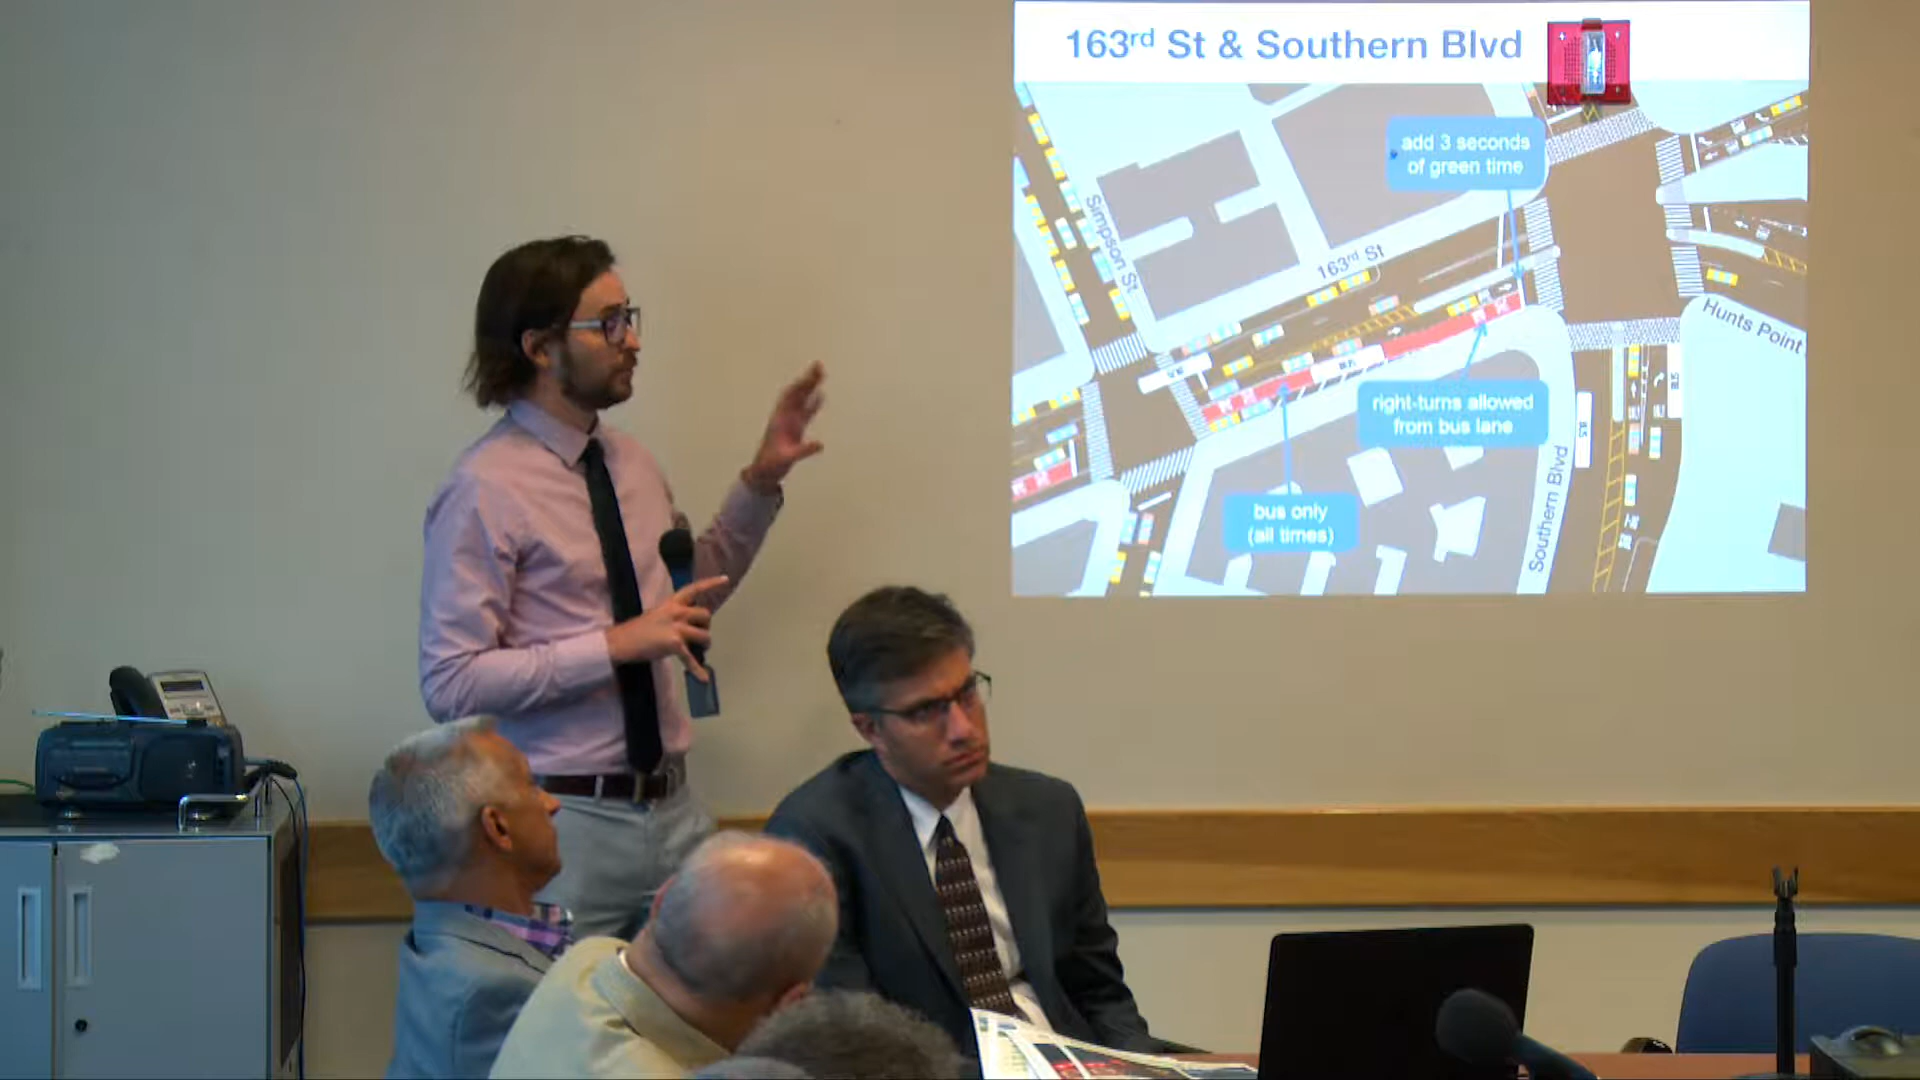 163rd St & Southern Blvd
add 3 seconds
of green time
Simpson St
163rd St
Hunts Point
right-turns allowed
from bus lane
BUS
bus only
(all times)
Southern Blvd